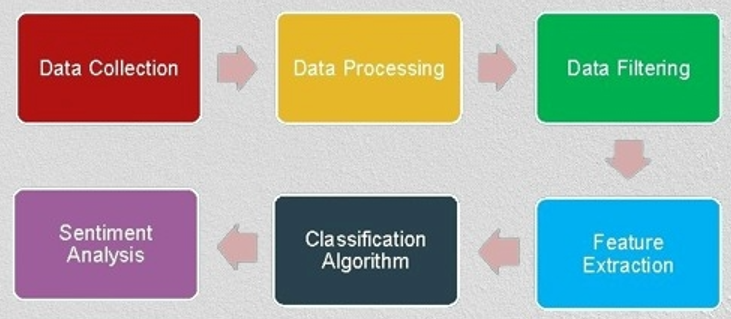 Data Collection
Data Processing
Data Filtering
Feature
Extraction
Classification
Algorithm
Sentiment
Analysis